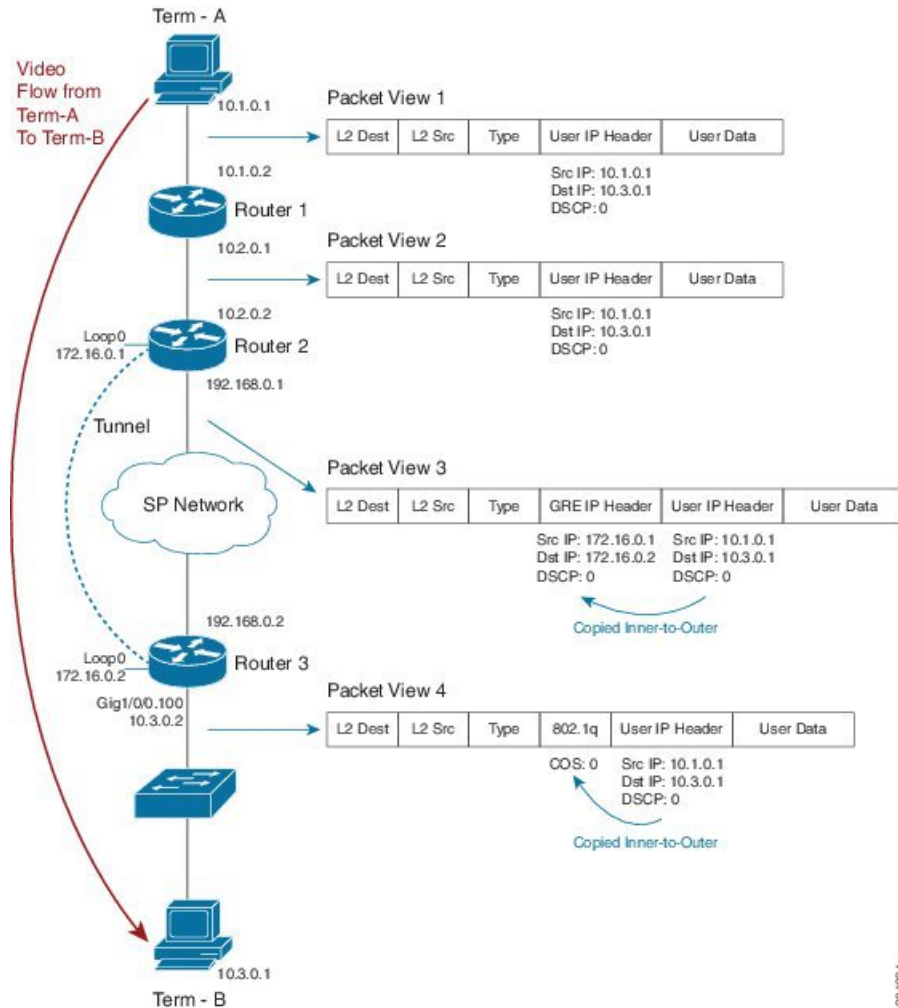 Term - A
Video
Flow from
Term-A
To Term-B
10.1.0.1
Packet View 1
L2 Dest L2 Src Type User IP Header User Data
Src IP: 10.1.0.1
Dst IP: 10.3.0.1
DSCP: 0
10.1.0.2
Router 1
10.2.0.1
Packet View 2
L2 Dest L2 Src Type User IP Header User Data
Src IP: 10.1.0.1
Dst IP: 10.3.0.1
DSCP: 0
10.2.0.2
Loop0
172.16.0.1
Router 2
192.168.0.1
Tunnel
SP Network
Packet View 3
L2 Dest L2 Src Type GRE IP Header User IP Header User Data
Src IP: 172.16.0.1 Src IP: 10.1.0.1
Dst IP: 172.16.0.2 Dst IP: 10.3.0.1
DSCP: 0 DSCP: 0
Copied Inner-to-Outer
192.168.0.2
Loop0
172.16.0.2
Router 3
Gig1/0/0.100
10.3.0.2
Packet View 4
L2 Dest L2 Src Type 802.1q User IP Header User Data
COS: 0 Src IP: 10.1.0.1
Dst IP: 10.3.0.1
DSCP: 0
Copied Inner-to-Outer
10.3.0.1
Term - B